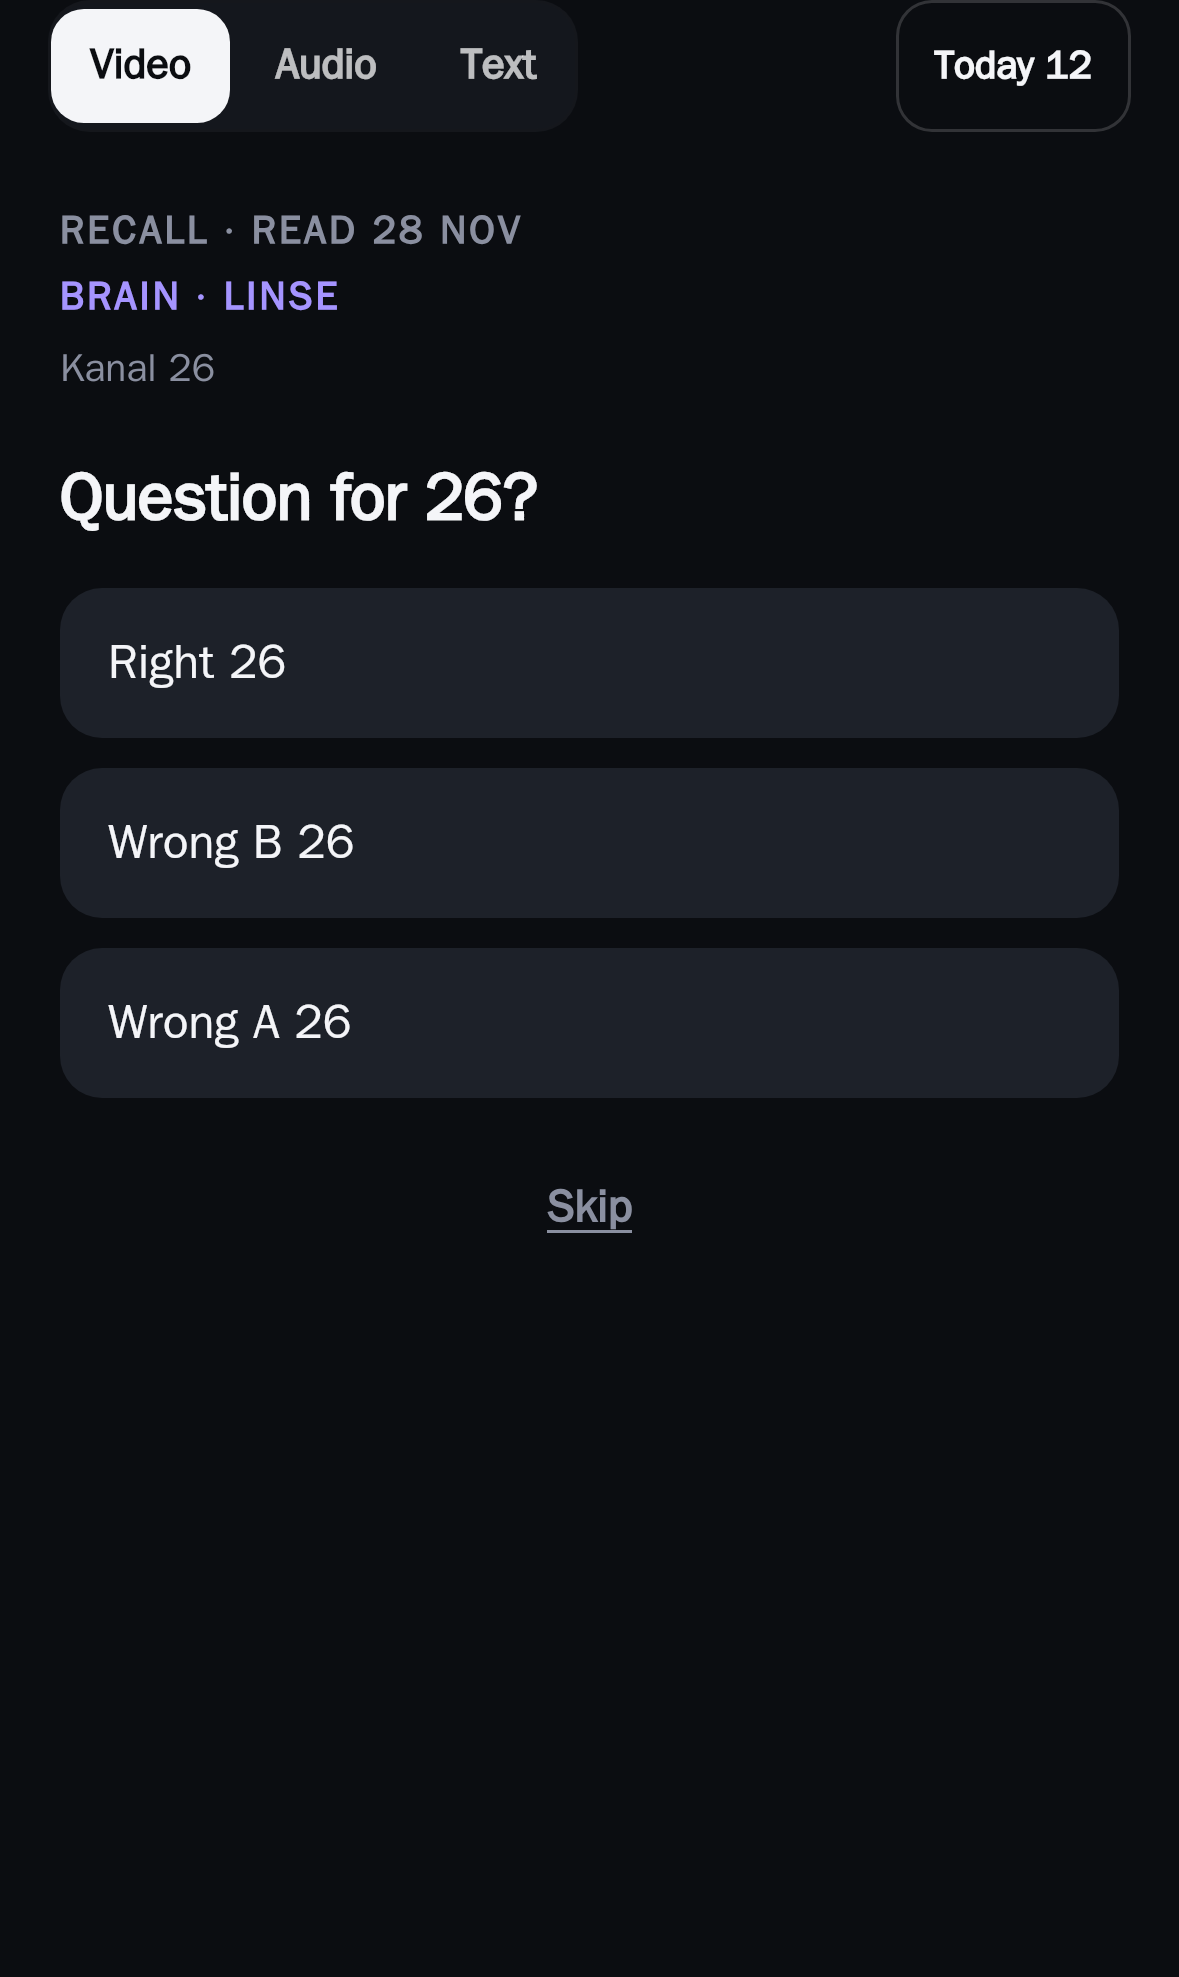 Video Audio Text Today 12
RECALL · READ 28 NOV
BRAIN · LINSE
Kanal 26
Question for 26?
Right 26
Wrong B 26
Wrong A 26
Skip